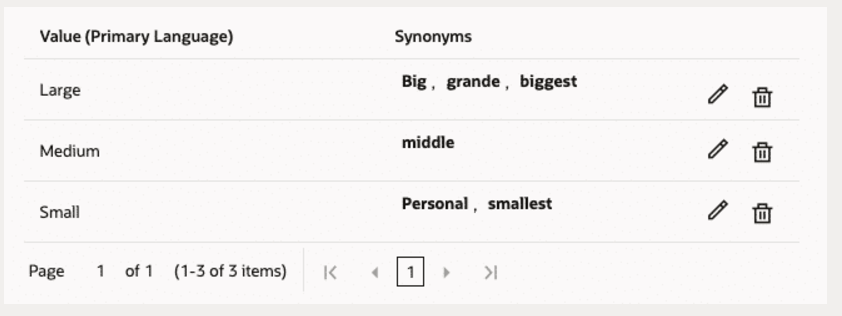 Value (Primary Language) Synonyms
Large Big , grande , biggest
Medium middle
Small Personal , smallest
Page 1 of 1 (1-3 of 3 items) 1